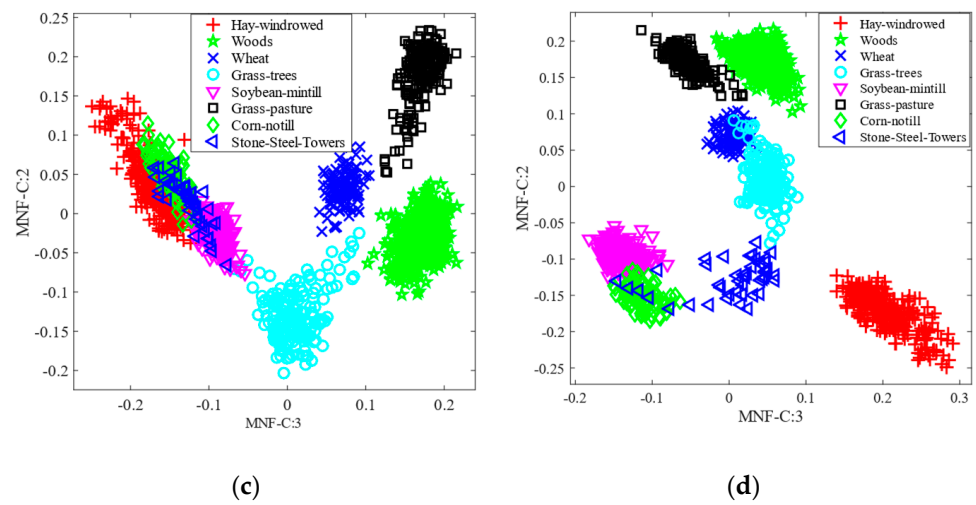 0.25
0.2
0.15
0.1
0.05
0
-0.05
-0.1
-0.15
-0.2
MNF-C:2
Hay-windrowed
Woods
Wheat
Grass-trees
Soybean-mintill
Grass-pasture
Corn-notill
Stone-Steel-Towers
-0.2 -0.1 0 0.1 0.2
MNF-C:3
(c)
0.2
0.15
0.1
0.05
0
-0.05
-0.1
-0.15
-0.2
-0.25
MNF-C:2
Hay-windrowed
Woods
Wheat
Grass-trees
Soybean-mintill
Grass-pasture
Corn-notill
Stone-Steel-Towers
-0.2 -0.1 0 0.1 0.2 0.3
MNF-C:3
(d)